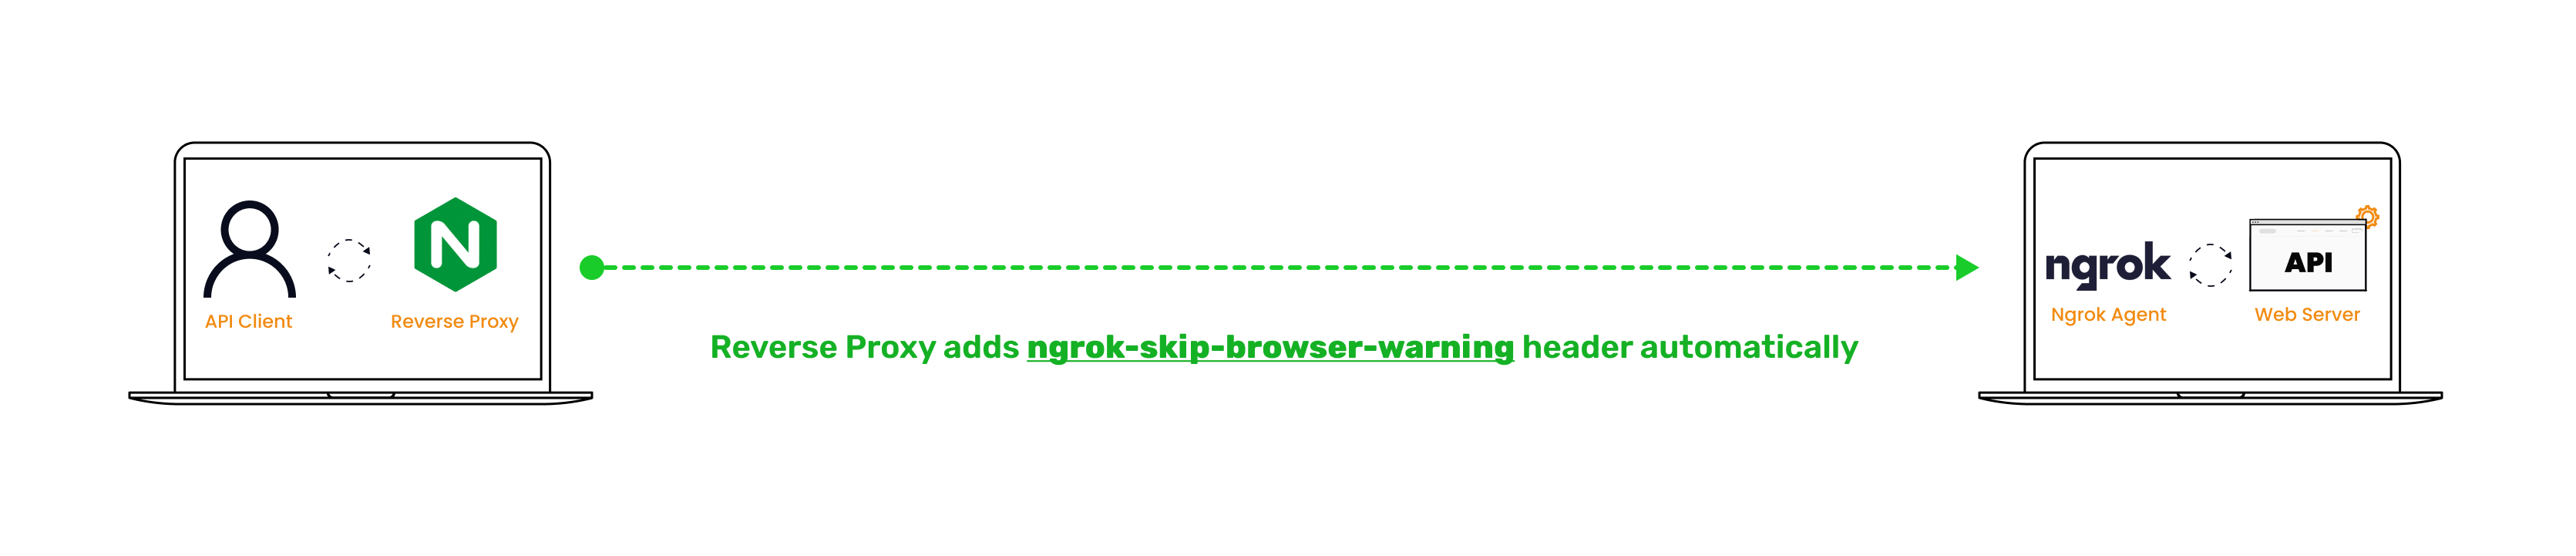 API Client
Reverse Proxy
Reverse Proxy adds ngrok-skip-browser-warning header automatically
ngrok
Ngrok Agent
API
Web Server